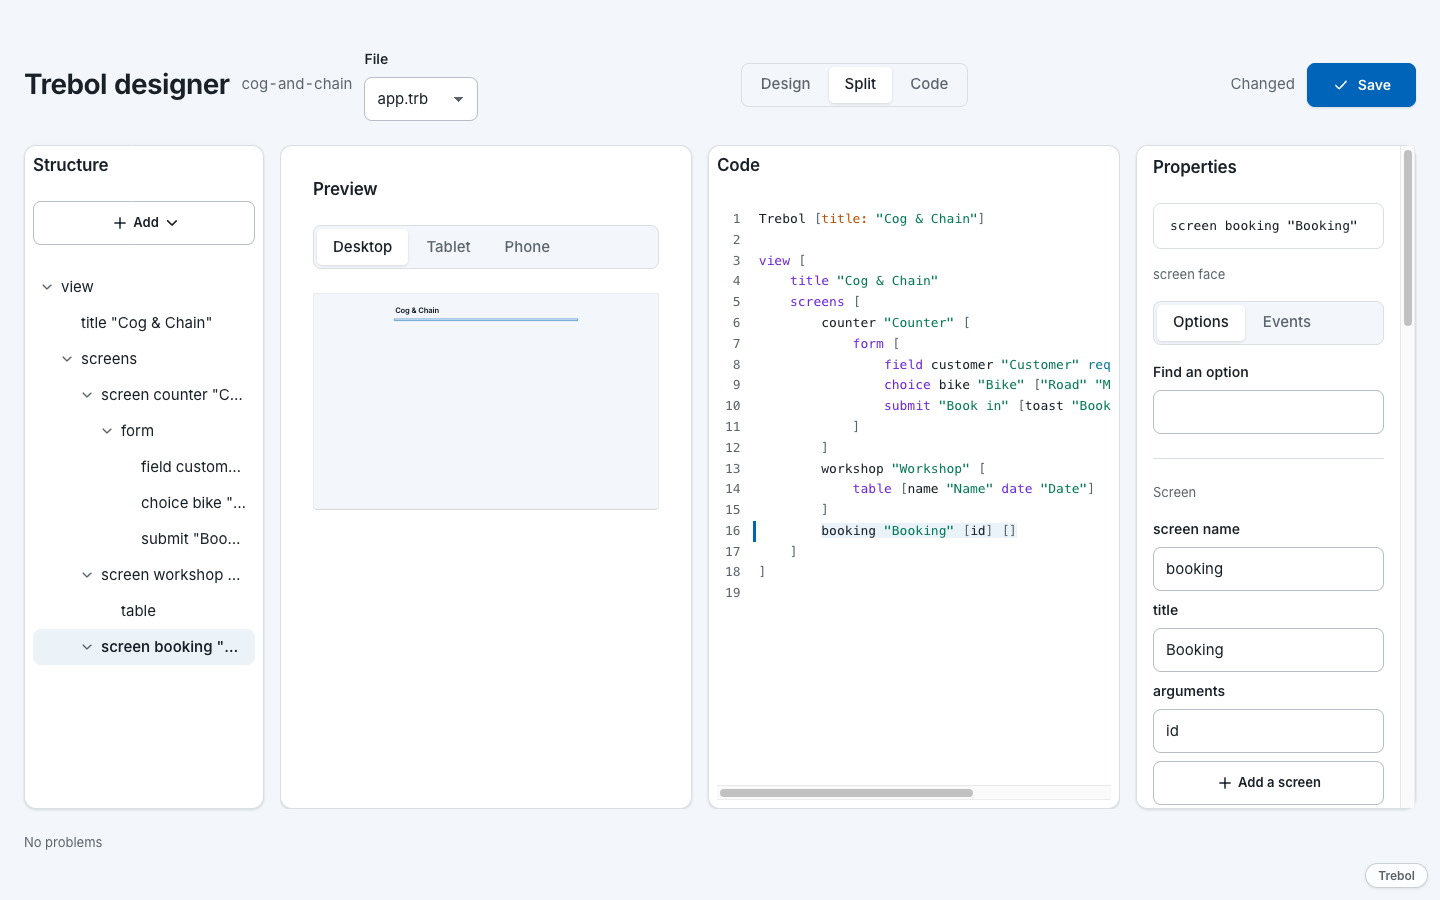 Trebol designer cog-and-chain
File
app.trb
Design Split Code
Changed
Save
Structure
Add
view
title "Cog & Chain"
screens
screen counter "C...
form
field custom...
choice bike "...
submit "Boo...
screen workshop ...
table
screen booking "...
Preview
Desktop Tablet Phone
Cog & Chain
Code
1 Trebol [title: "Cog & Chain"]
2
3 view [
4 title "Cog & Chain"
5 screens [
6 counter "Counter" [
7 form [
8 field customer "Customer" req
9 choice bike "Bike" ["Road" "M
10 submit "Book in" [toast "Book
11 ]
12 ]
13 workshop "Workshop" [
14 table [name "Name" date "Date"]
15 ]
16 booking "Booking" [id] []
17 ]
18 ]
19
Properties
screen booking "Booking"
screen face
Options Events
Find an option
Screen
screen name
booking
title
Booking
arguments
id
Add a screen
No problems
Trebol